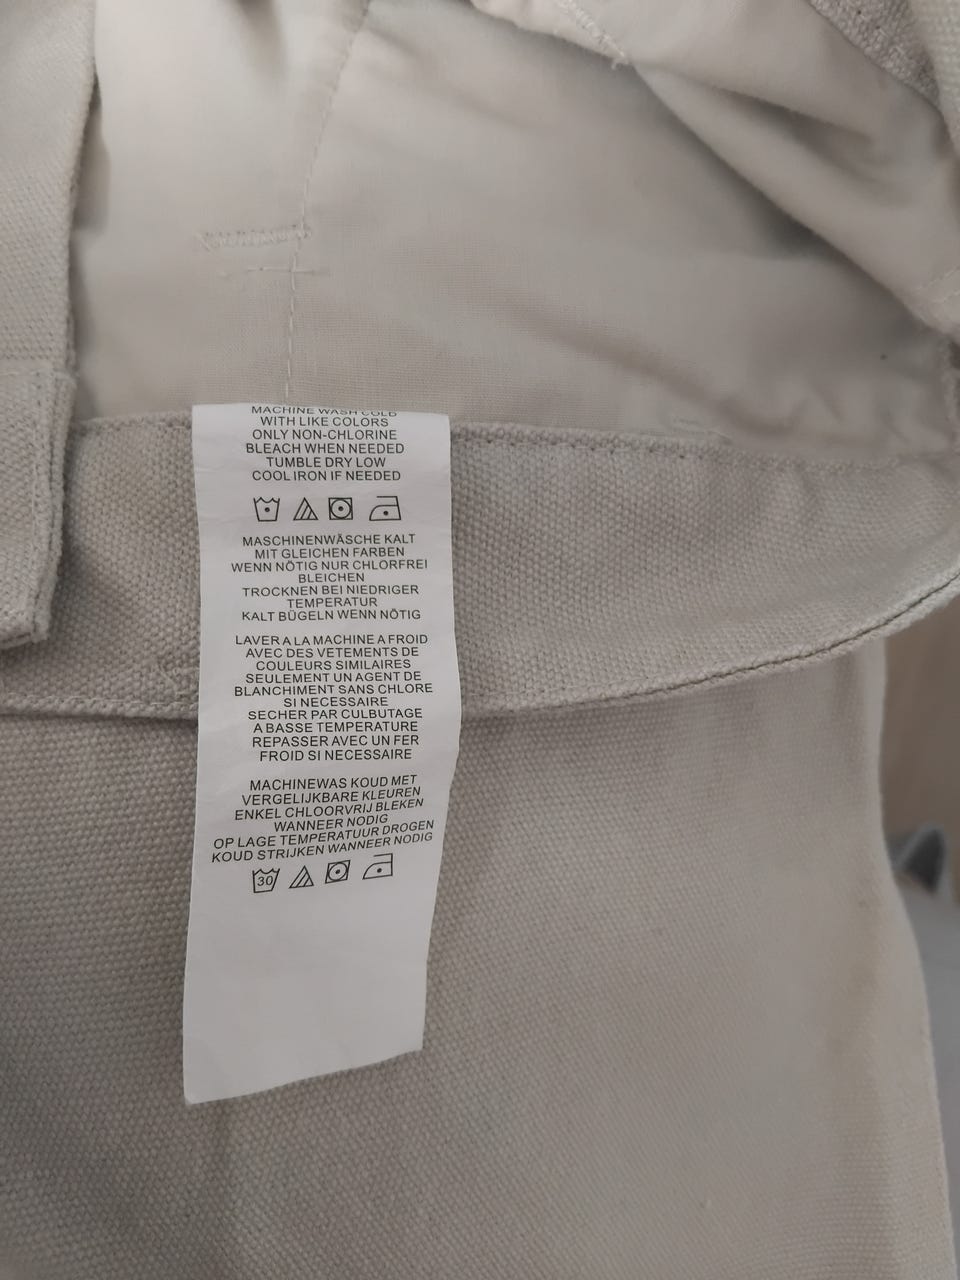 MACHINE WASH COLD
WITH LIKE COLORS
ONLY NON-CHLORINE
BLEACH WHEN NEEDED
TUMBLE DRY LOW
COOL IRON IF NEEDED
MASCHINENWÄSCHE KALT
MIT GLEICHEN FARBEN
WENN NÖTIG NUR CHLORFREI
BLEICHEN
TROCKNEN BEI NIEDRIGER
TEMPERATUR
KALT BÜGELN WENN NÖTIG
LAVER A LA MACHINE A FROID
AVEC DES VETEMENTS DE
COULEURS SIMILAIRES
SEULEMENT UN AGENT DE
BLANCHIMENT SANS CHLORE
SI NECESSAIRE
SECHER PAR CULBUTAGE
A BASSE TEMPERATURE
REPASSER AVEC UN FER
FROID SI NECESSAIRE
MACHINEWAS KOUD MET
VERGELIJKBARE KLEUREN
ENKEL CHLOORVRIJ BLEKEN
WANNEER NODIG
OP LAGE TEMPERATUUR DROGEN
KOUD STRIJKEN WANNEER NODIG
30